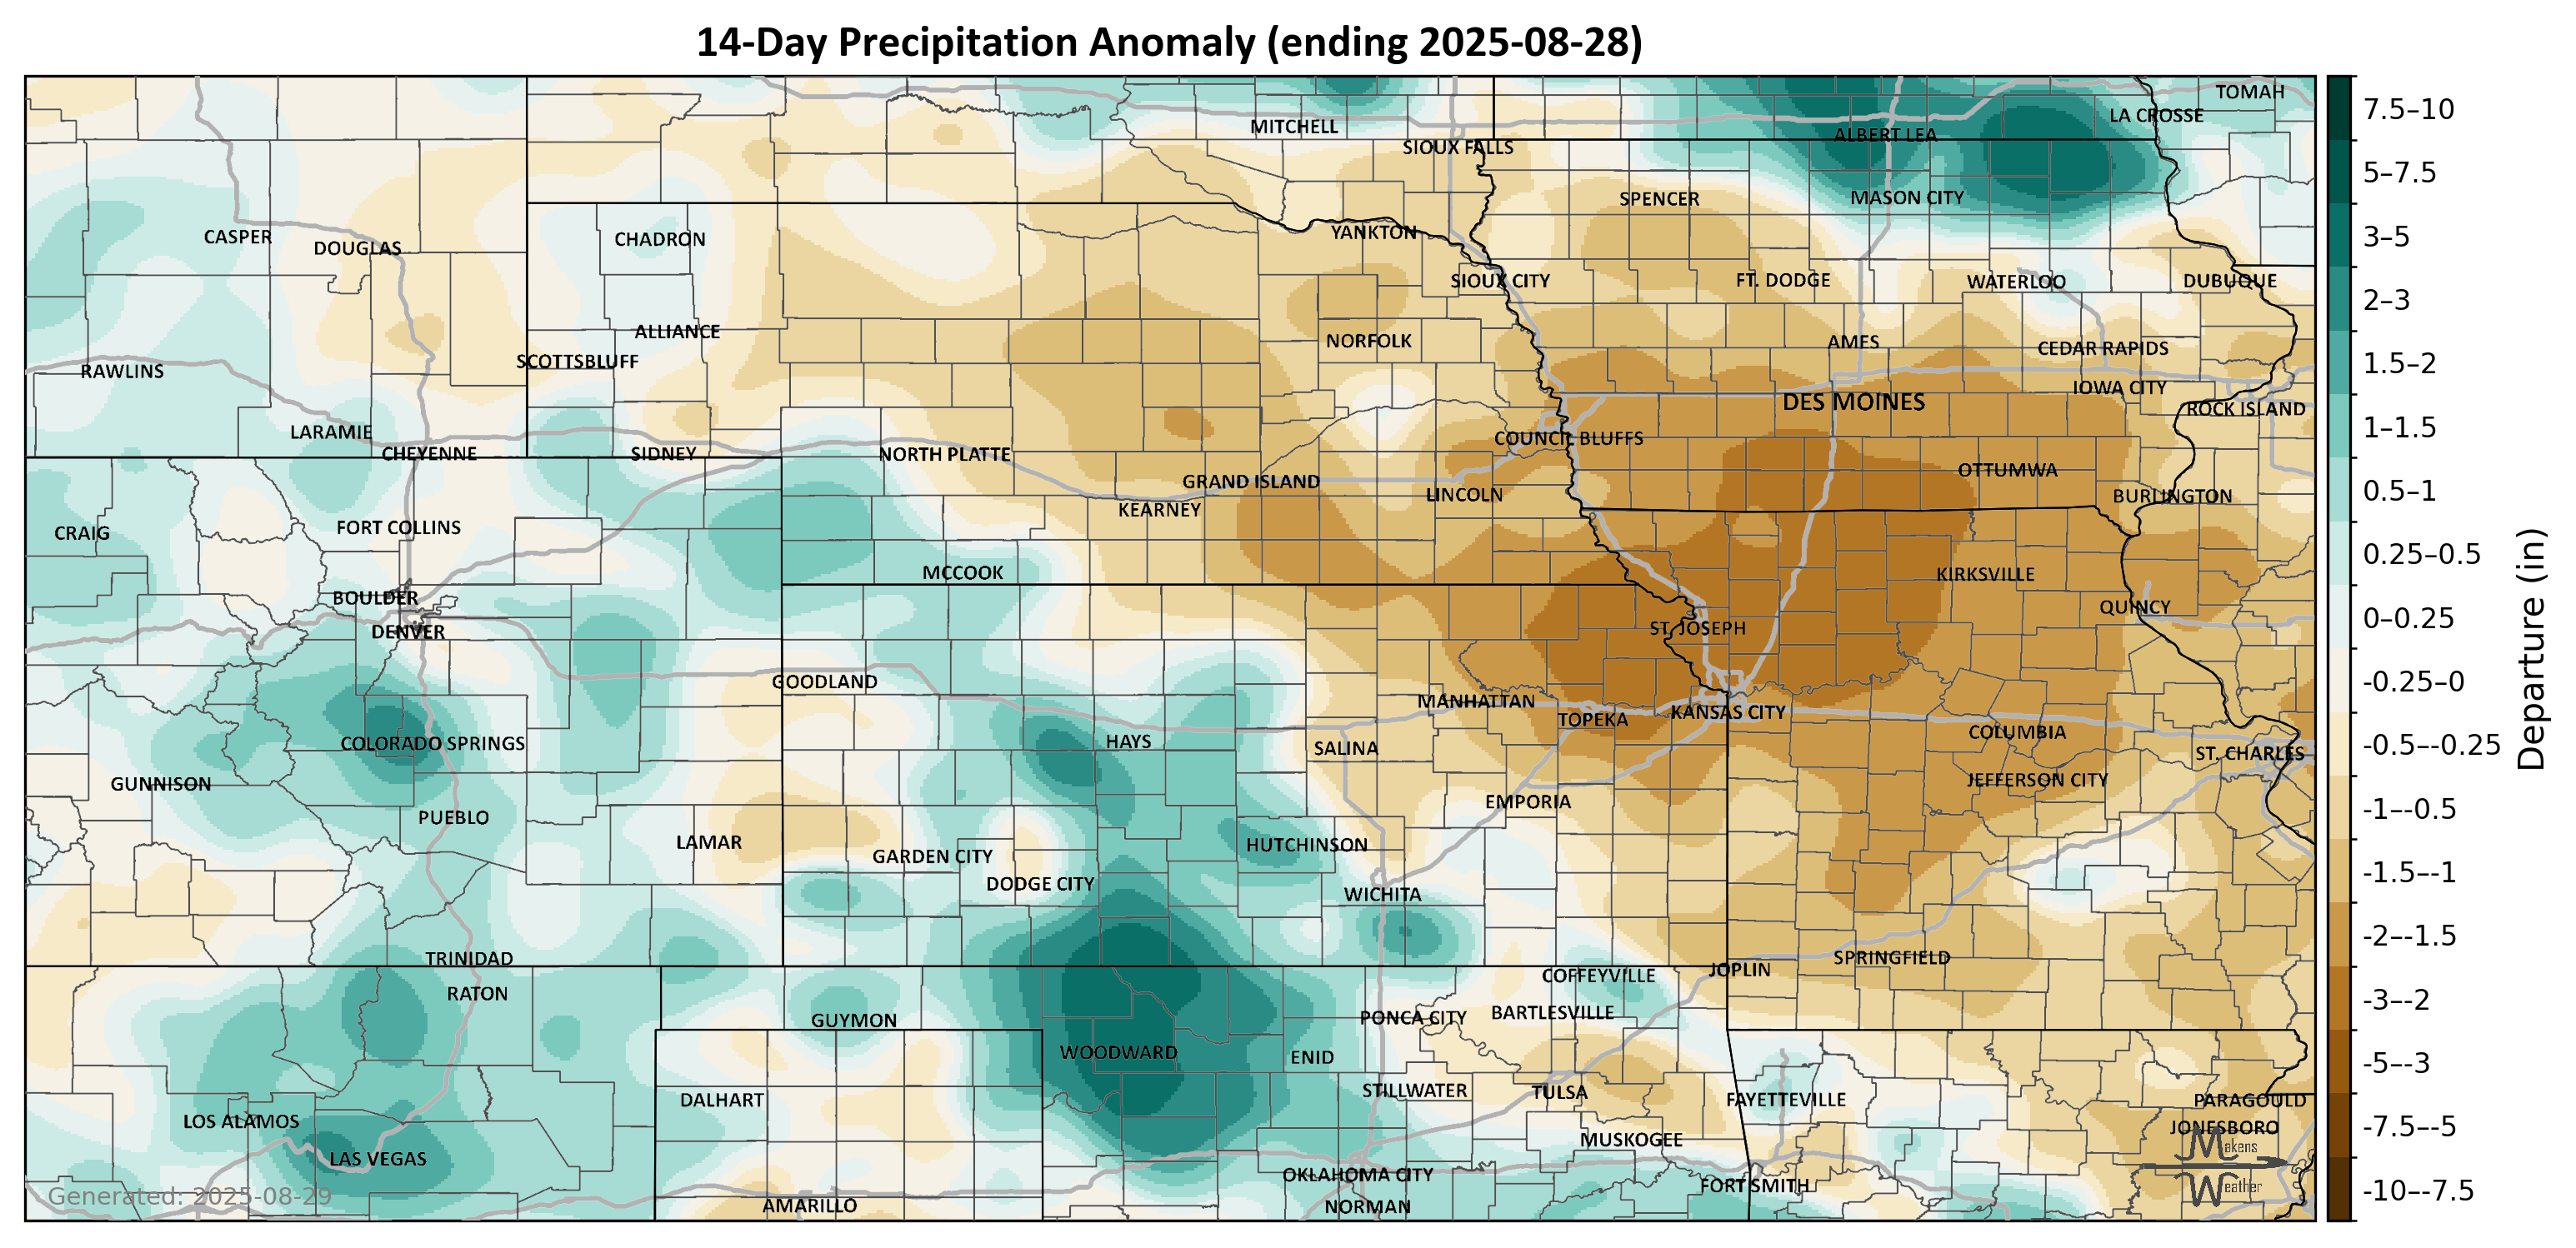 14-Day Precipitation Anomaly (ending 2025-08-28)
TOMAH
LA CROSSE
MITCHELL
ALBERT LEA
SIOUX FALLS
SPENCER
MASON CITY
YANKTON
CASPER
DOUGLAS
CHADRON
SIOUX CITY
FT. DODGE
WATERLOO
DUBUQUE
ALLIANCE
NORFOLK
AMES
CEDAR RAPIDS
SCOTTSBLUFF
RAWLINS
IOWA CITY
DES MOINES
ROCK ISLAND
LARAMIE
COUNCIL BLUFFS
CHEYENNE
SIDNEY
NORTH PLATTE
OTTUMWA
GRAND ISLAND
LINCOLN
BURLINGTON
KEARNEY
CRAIG
FORT COLLINS
MCCOOK
KIRKSVILLE
BOULDER
QUINCY
DENVER
ST. JOSEPH
GOODLAND
MANHATTAN
TOPEKA
KANSAS CITY
COLUMBIA
COLORADO SPRINGS
HAYS
SALINA
ST. CHARLES
GUNNISON
JEFFERSON CITY
EMPORIA
PUEBLO
LAMAR
HUTCHINSON
GARDEN CITY
DODGE CITY
WICHITA
TRINIDAD
SPRINGFIELD
JOPLIN
COFFEYVILLE
RATON
GUYMON
PONCA CITY
BARTLESVILLE
WOODWARD
ENID
STILLWATER
TULSA
DALHART
FAYETTEVILLE
PARAGOULD
LOS ALAMOS
JONESBORO
MUSKOGEE
LAS VEGAS
OKLAHOMA CITY
FORT SMITH
AMARILLO
NORMAN
Generated: 2025-08-29
Makens
Weather
7.5–10
5–7.5
3–5
2–3
1.5–2
1–1.5
0.5–1
0.25–0.5
0–0.25
-0.25–0
-0.5–-0.25
-1–-0.5
-1.5–-1
-2–-1.5
-3–-2
-5–-3
-7.5–-5
-10–-7.5
Departure (in)